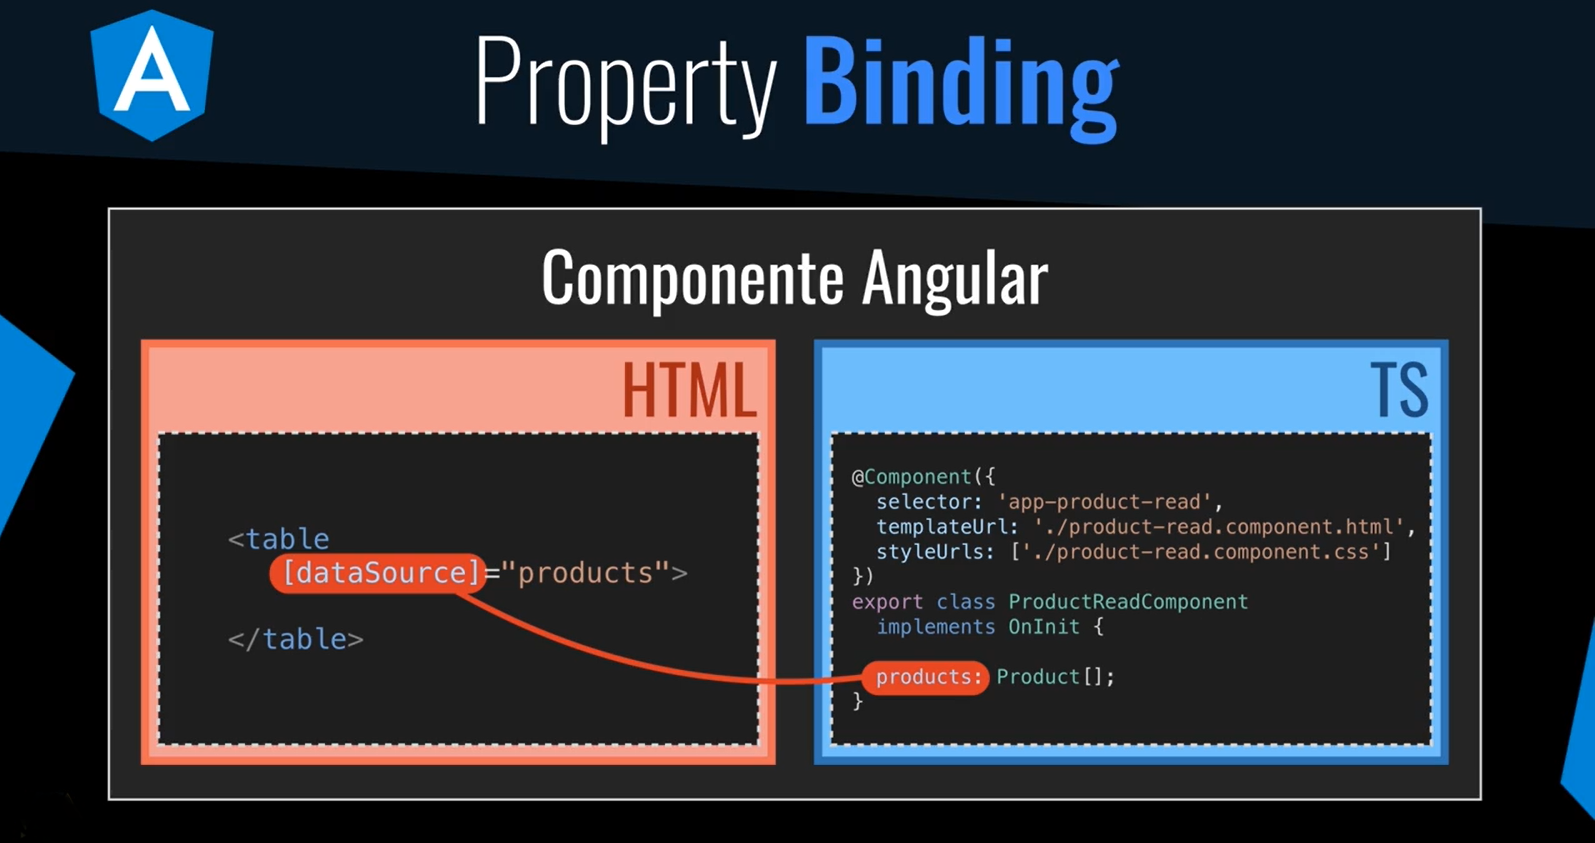 A
Property Binding
Componente Angular
HTML
<table
[dataSource]="products">
</table>
TS
@Component({
selector: 'app-product-read',
templateUrl: './product-read.component.html',
styleUrls: ['./product-read.component.css']
})
export class ProductReadComponent
implements OnInit {
products: Product[];
}